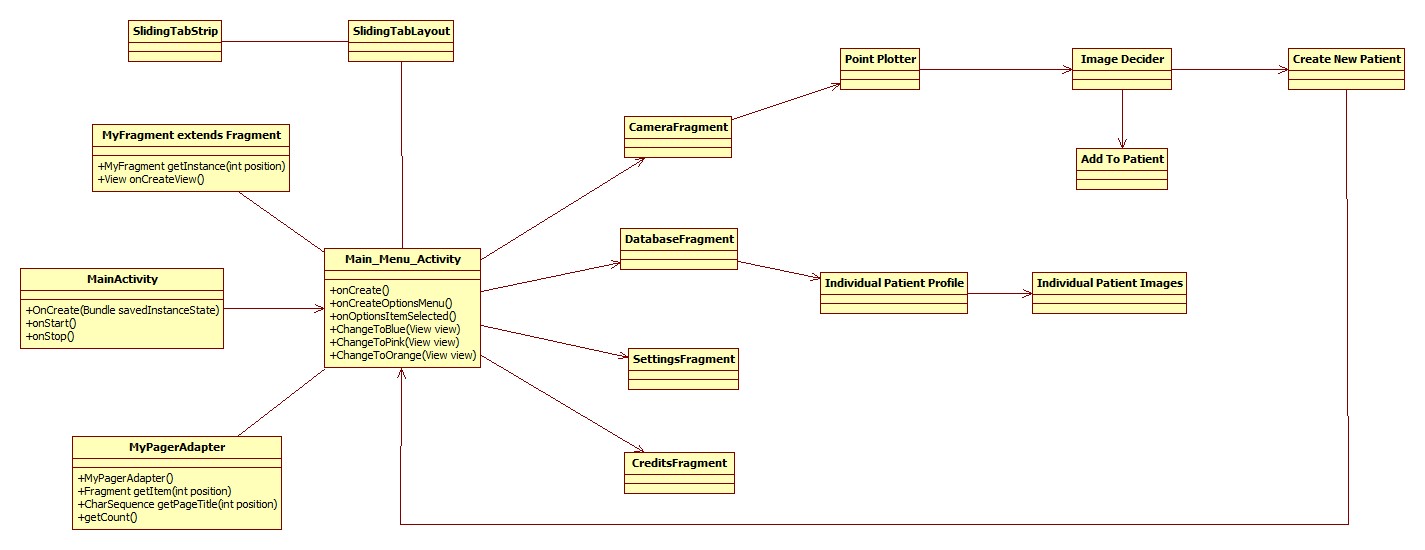 SlidingTabStrip
SlidingTabLayout
Point Plotter
Image Decider
Create New Patient
MyFragment extends Fragment
+MyFragment getInstance(int position)
+View onCreateView()
CameraFragment
Add To Patient
DatabaseFragment
Main_Menu_Activity
+onCreate()
+onCreateOptionsMenu()
+onOptionsItemSelected()
+ChangeToBlue(View view)
+ChangeToPink(View view)
+ChangeToOrange(View view)
MainActivity
+OnCreate(Bundle savedInstanceState)
+onStart()
+onStop()
Individual Patient Profile
Individual Patient Images
SettingsFragment
MyPagerAdapter
+MyPagerAdapter()
+Fragment getItem(int position)
+CharSequence getPageTitle(int position)
+getCount()
CreditsFragment